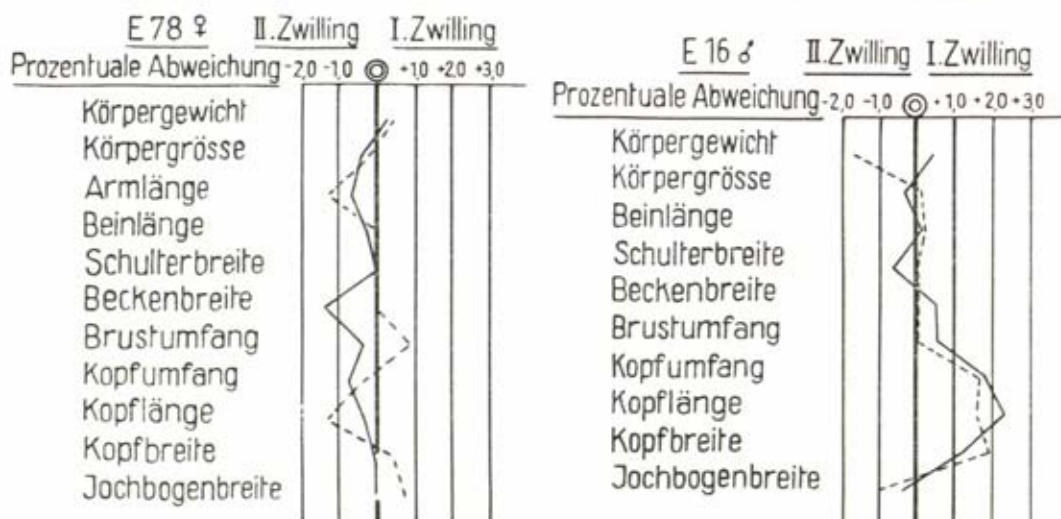 E 78 ♀ II. Zwilling I. Zwilling
Prozentuale Abweichung -2,0 -1,0 0 +1,0 +2,0 +3,0
Körpergewicht
Körpergrösse
Armlänge
Beinlänge
Schulterbreite
Beckenbreite
Brustumfang
Kopfumfang
Kopflänge
Kopfbreite
Jochbogenbreite
E 16 ♂ II. Zwilling I. Zwilling
Prozentuale Abweichung -2,0 -1,0 0 +1,0 +2,0 +3,0
Körpergewicht
Körpergrösse
Beinlänge
Schulterbreite
Beckenbreite
Brustumfang
Kopfumfang
Kopflänge
Kopfbreite
Jochbogenbreite